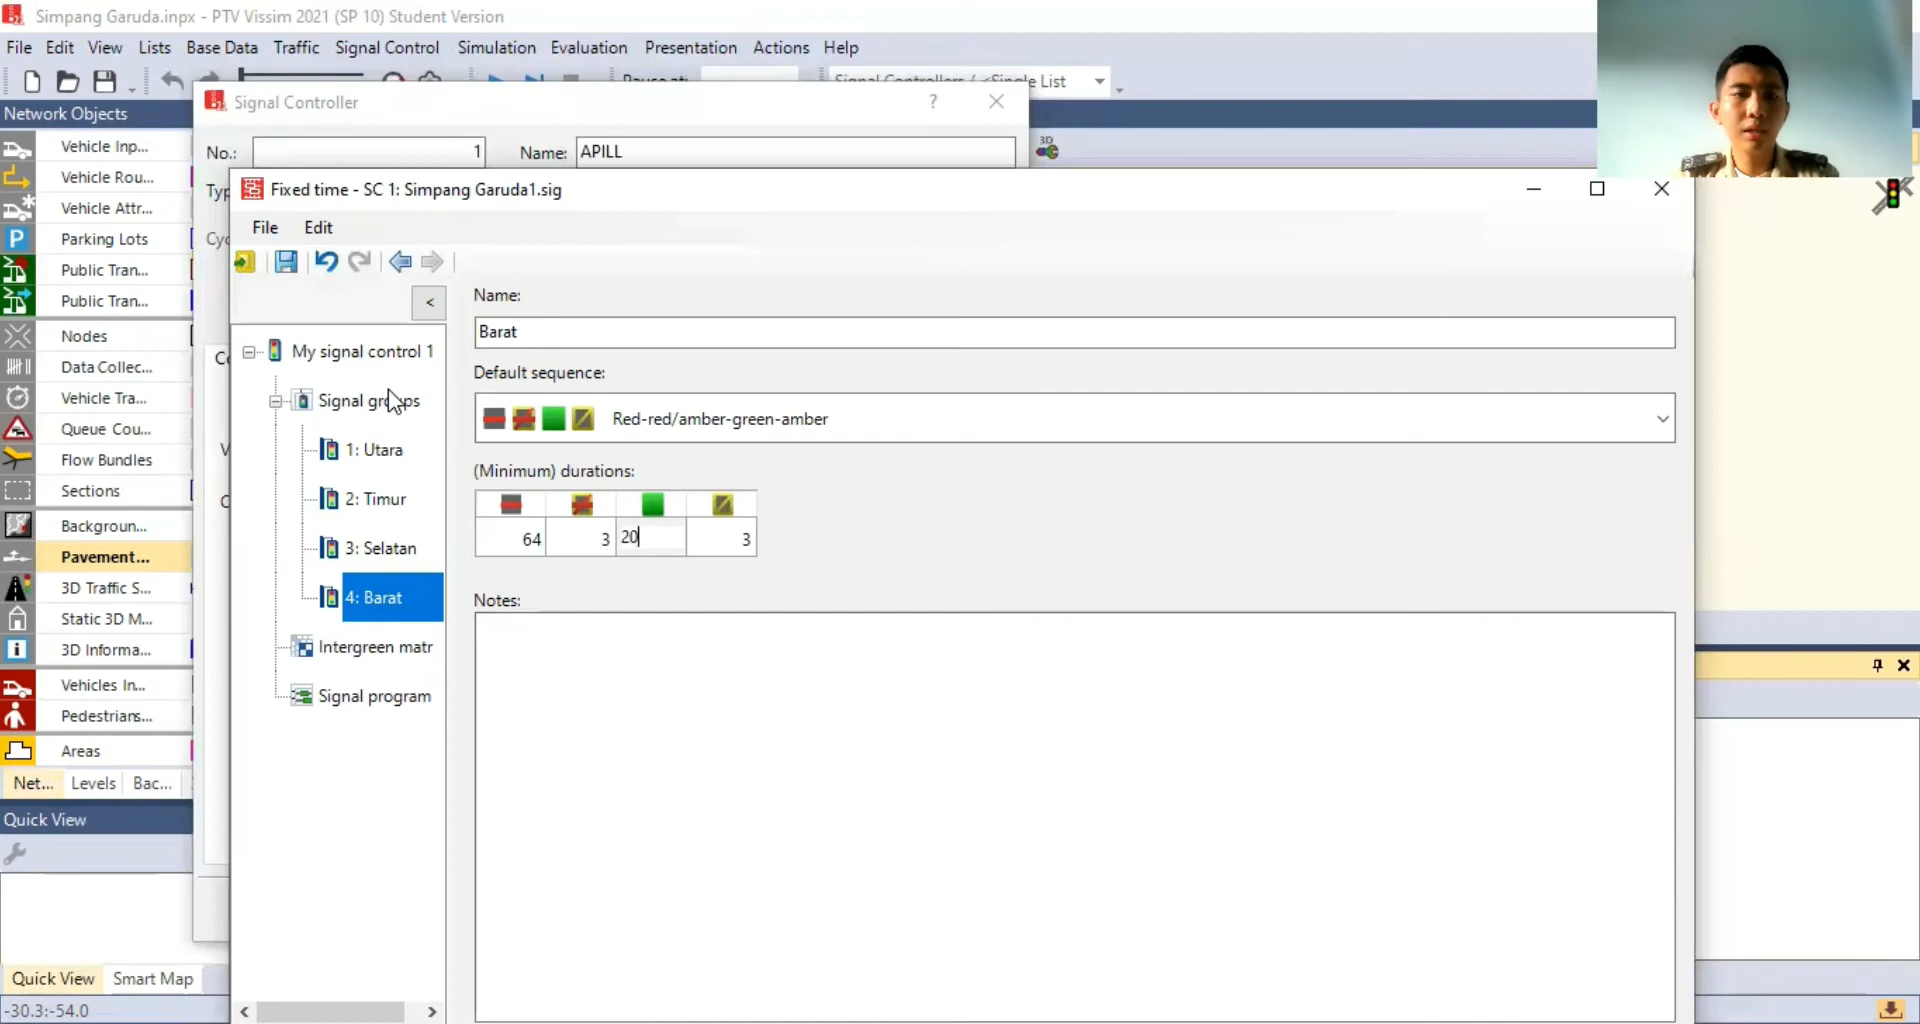 Simpang Garuda.inpx - PTV Vissim 2021 (SP 10) Student Version
File Edit View Lists Base Data Traffic Signal Control Simulation Evaluation Presentation Actions Help
Pause at: Signal Controllers / <Single List
Network Objects
Signal Controller ? 
No.: 1 Name: APILL
3D
Fixed time - SC 1: Simpang Garuda1.sig
File Edit
<
Vehicle Inp...
Vehicle Rou...
Vehicle Attr...
Parking Lots
Public Tran...
Public Tran...
Nodes
Data Collec...
Vehicle Tra...
Queue Cou...
Flow Bundles
Sections
Backgroun...
Pavement...
3D Traffic S...
Static 3D M...
3D Informa...
Vehicles In...
Pedestrians...
Areas
Net... Levels Bac...
Quick View
Quick View Smart Map
-30.3:-54.0
My signal control 1
Signal groups
1: Utara
2: Timur
3: Selatan
4: Barat
Intergreen matr
Signal program
Name:
Barat
Default sequence:
Red-red/amber-green-amber
(Minimum) durations:
64 3 20 3
Notes: